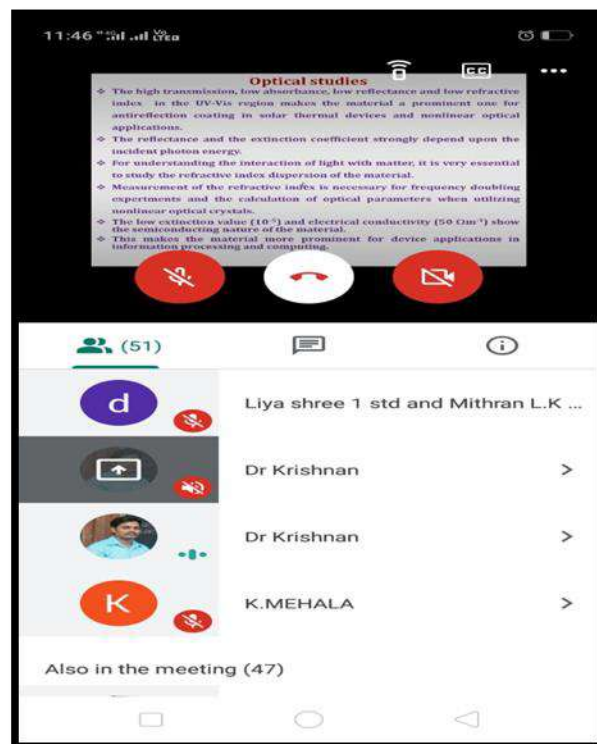 11:46
Optical studies
CC
❖ The high transmission, low absorbance, low reflectance and low refractive
index in the UV-Vis region makes the material a prominent one for
antireflection coating in solar thermal devices and nonlinear optical
applications.
❖ The reflectance and the extinction coefficient strongly depend upon the
incident photon energy.
❖ For understanding the interaction of light with matter, it is very essential
to study the refractive index dispersion of the material.
❖ Measurement of the refractive index is necessary for frequency doubling
experments and the calculation of optical parameters when utilizing
nonlinear optical crystals.
❖ The low extinction value (10⁻⁵) and electrical conductivity (50 Ωm⁻¹) show
the semiconducting nature of the material.
❖ This makes the material more prominent for device applications in
information processing and computing.
(51)
d
Liya shree 1 std and Mithran L.K ...
Dr Krishnan
Dr Krishnan
K
K.MEHALA
Also in the meeting (47)